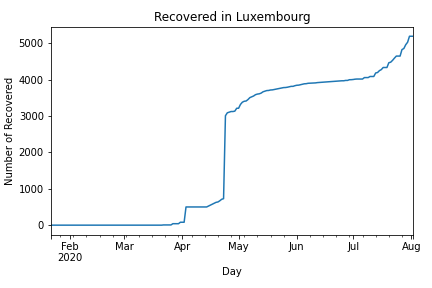 Recovered in Luxembourg
Number of Recovered
5000
4000
3000
2000
1000
0
Feb
2020
Mar
Apr
May
Jun
Jul
Aug
Day